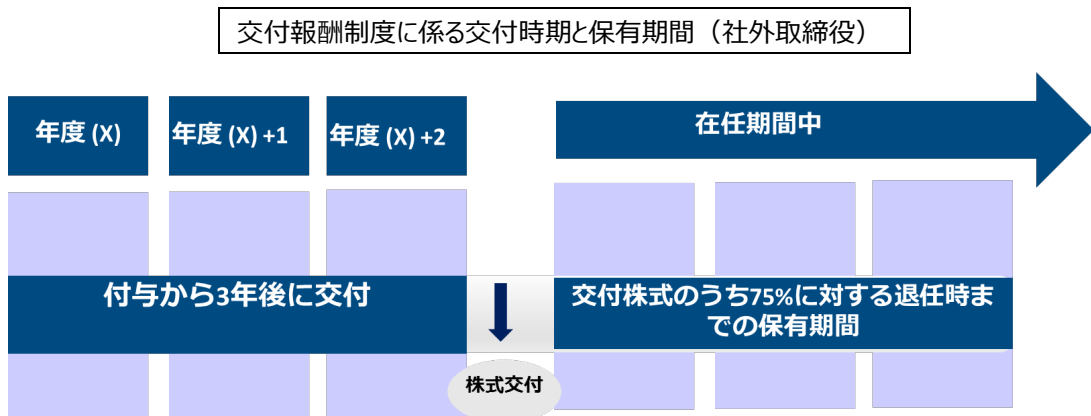 交付報酬制度に係る交付時期と保有期間（社外取締役）
年度 (X)
年度 (X) +1
年度 (X) +2
在任期間中
付与から3年後に交付
交付株式のうち75%に対する退任時ま
での保有期間
株式交付